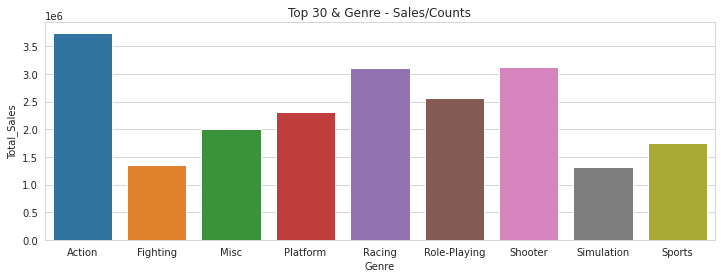 Top 30 & Genre - Sales/Counts
1e6
3.5
3.0
2.5
2.0
1.5
1.0
0.5
0.0
Total_Sales
Action Fighting Misc Platform Racing Role-Playing Shooter Simulation Sports
Genre